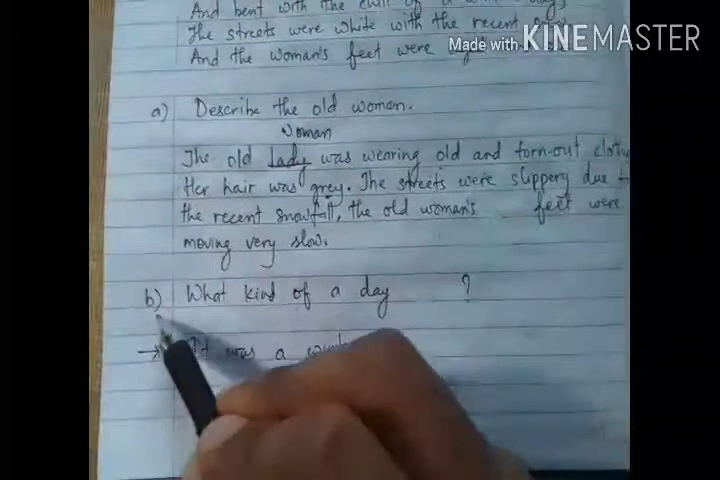 And bent with the chill of a
The streets were white with the recent
Made with KINEMASTER
And the woman's feet were
a) Describe the old woman.
Woman
The old lady was wearing old and torn-out
Her hair was grey. The streets were slippery due
the recent snowfall, the old woman's feet were
moving very slow.
b) What kind of a day ?
→ It was a